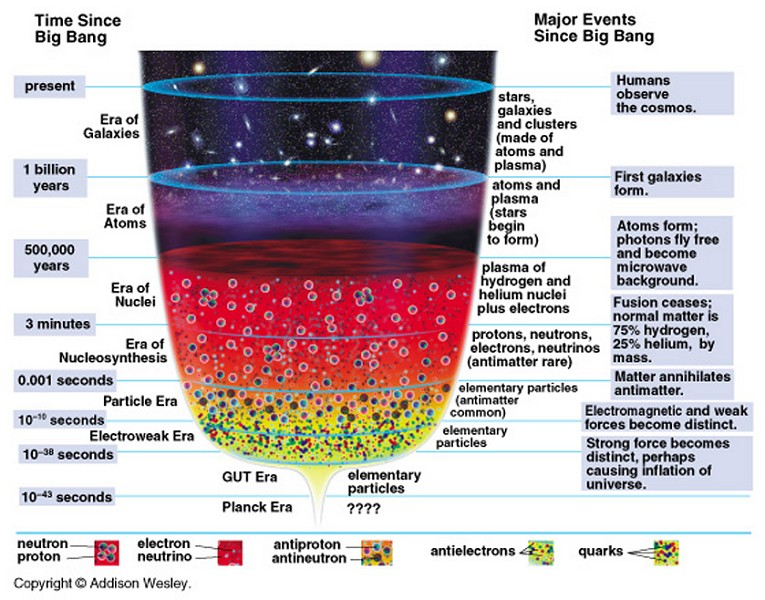 Time Since
Big Bang
Major Events
Since Big Bang
present
Humans
observe
the cosmos.
Era of
Galaxies
stars,
galaxies
and clusters
(made of
atoms and
plasma)
1 billion
years
First galaxies
form.
Era of
Atoms
atoms and
plasma
(stars
begin
to form)
500,000
years
Atoms form;
photons fly free
and become
microwave
background.
Era of
Nuclei
plasma of
hydrogen and
helium nuclei
plus electrons
3 minutes
Fusion ceases;
normal matter is
75% hydrogen,
25% helium, by
mass.
Era of
Nucleosynthesis
protons, neutrons,
electrons, neutrinos
(antimatter rare)
0.001 seconds
Matter annihilates
antimatter.
Particle Era
elementary particles
(antimatter
common)
10⁻¹⁰ seconds
Electromagnetic and weak
forces become distinct.
Electroweak Era
elementary
particles
10⁻³⁸ seconds
Strong force becomes
distinct, perhaps
causing inflation of
universe.
GUT Era
elementary
particles
10⁻⁴³ seconds
Planck Era
????
neutron
proton
electron
neutrino
antiproton
antineutron
antielectrons
quarks
Copyright © Addison Wesley.